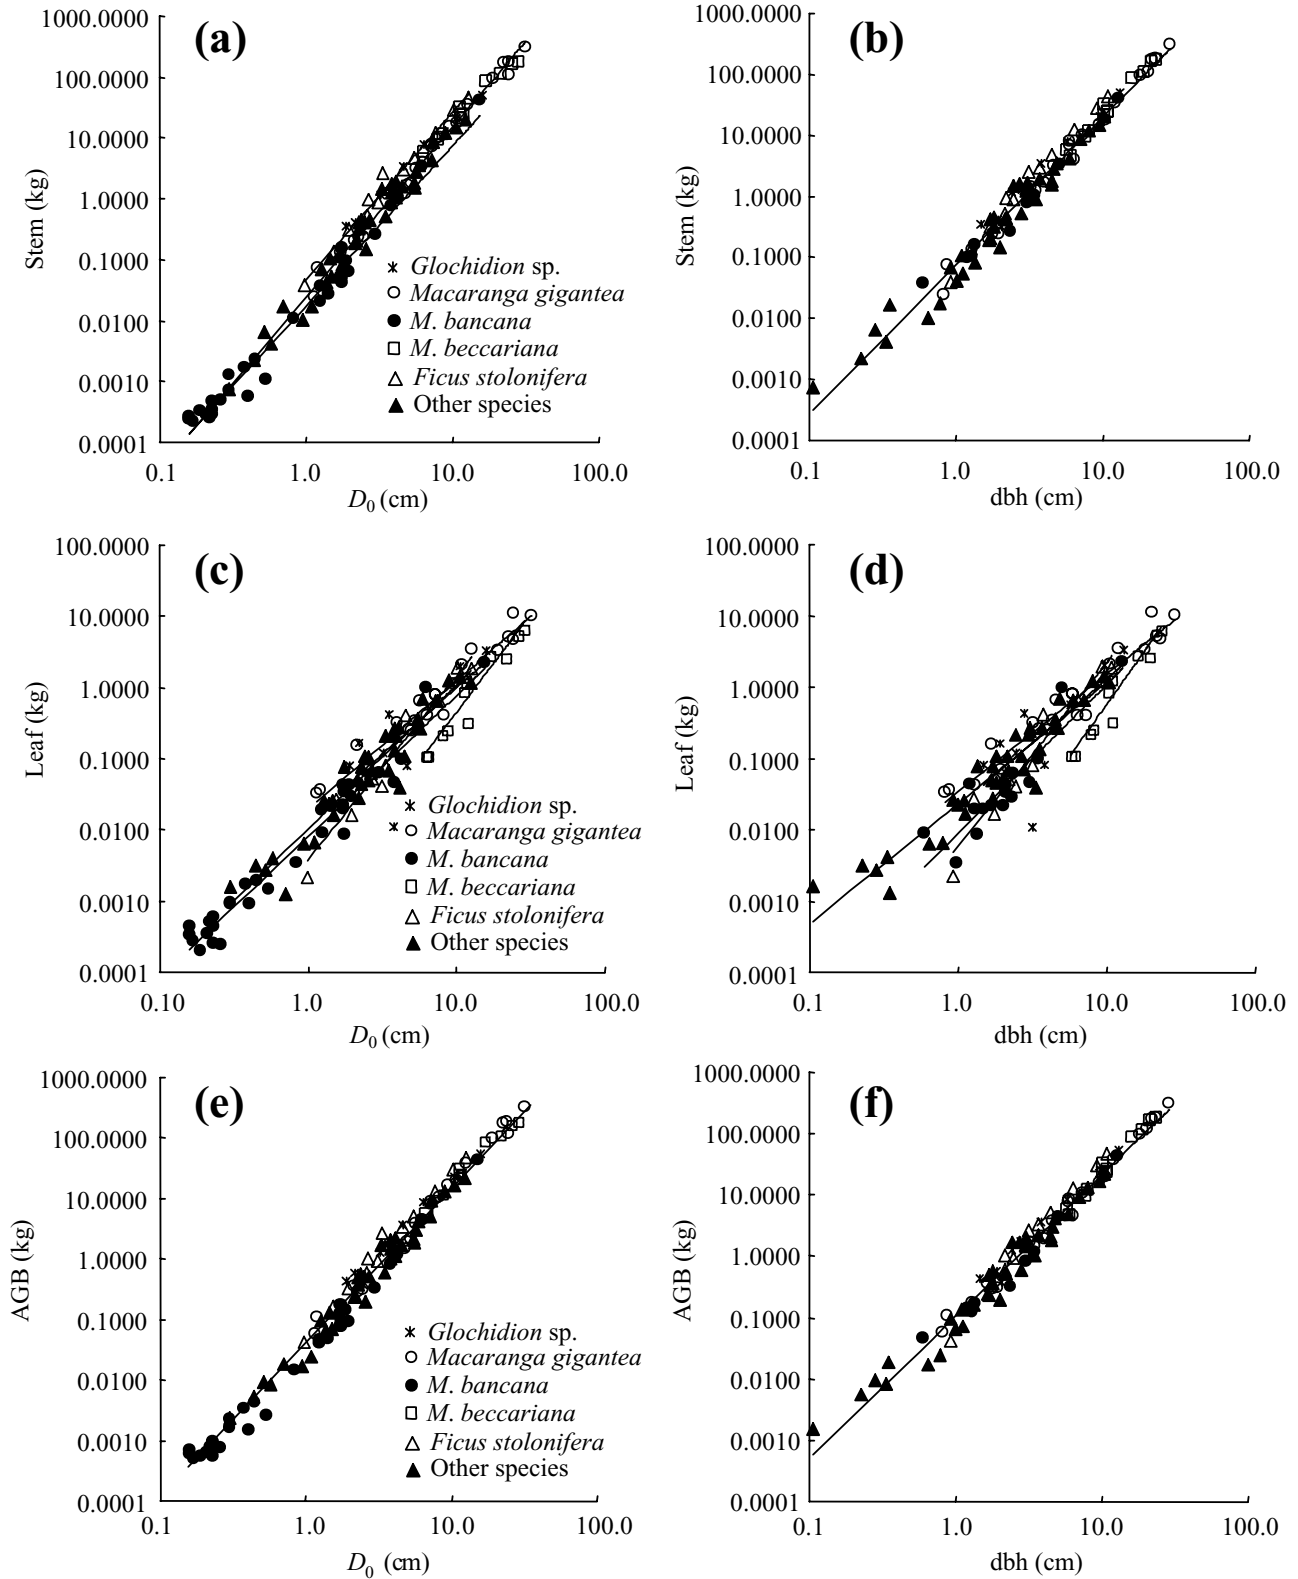 (a)
1000.0000
100.0000
10.0000
1.0000
0.1000
0.0100
0.0010
0.0001
Stem (kg)
Glochidion sp.
Macaranga gigantea
M. bancana
M. beccariana
Ficus stolonifera
Other species
0.1 1.0 10.0 100.0
D0 (cm)
(b)
1000.0000
100.0000
10.0000
1.0000
0.1000
0.0100
0.0010
0.0001
Stem (kg)
0.1 1.0 10.0 100.0
dbh (cm)
(c)
100.0000
10.0000
1.0000
0.1000
0.0100
0.0010
0.0001
Leaf (kg)
Glochidion sp.
Macaranga gigantea
M. bancana
M. beccariana
Ficus stolonifera
Other species
0.10 1.0 10.0 100.0
D0 (cm)
(d)
100.0000
10.0000
1.0000
0.1000
0.0100
0.0010
0.0001
Leaf (kg)
0.1 1.0 10.0 100.0
dbh (cm)
(e)
1000.0000
100.0000
10.0000
1.0000
0.1000
0.0100
0.0010
0.0001
AGB (kg)
Glochidion sp.
Macaranga gigantea
M. bancana
M. beccariana
Ficus stolonifera
Other species
0.1 1.0 10.0 100.0
D0 (cm)
(f)
1000.0000
100.0000
10.0000
1.0000
0.1000
0.0100
0.0010
0.0001
AGB (kg)
0.1 1.0 10.0 100.0
dbh (cm)